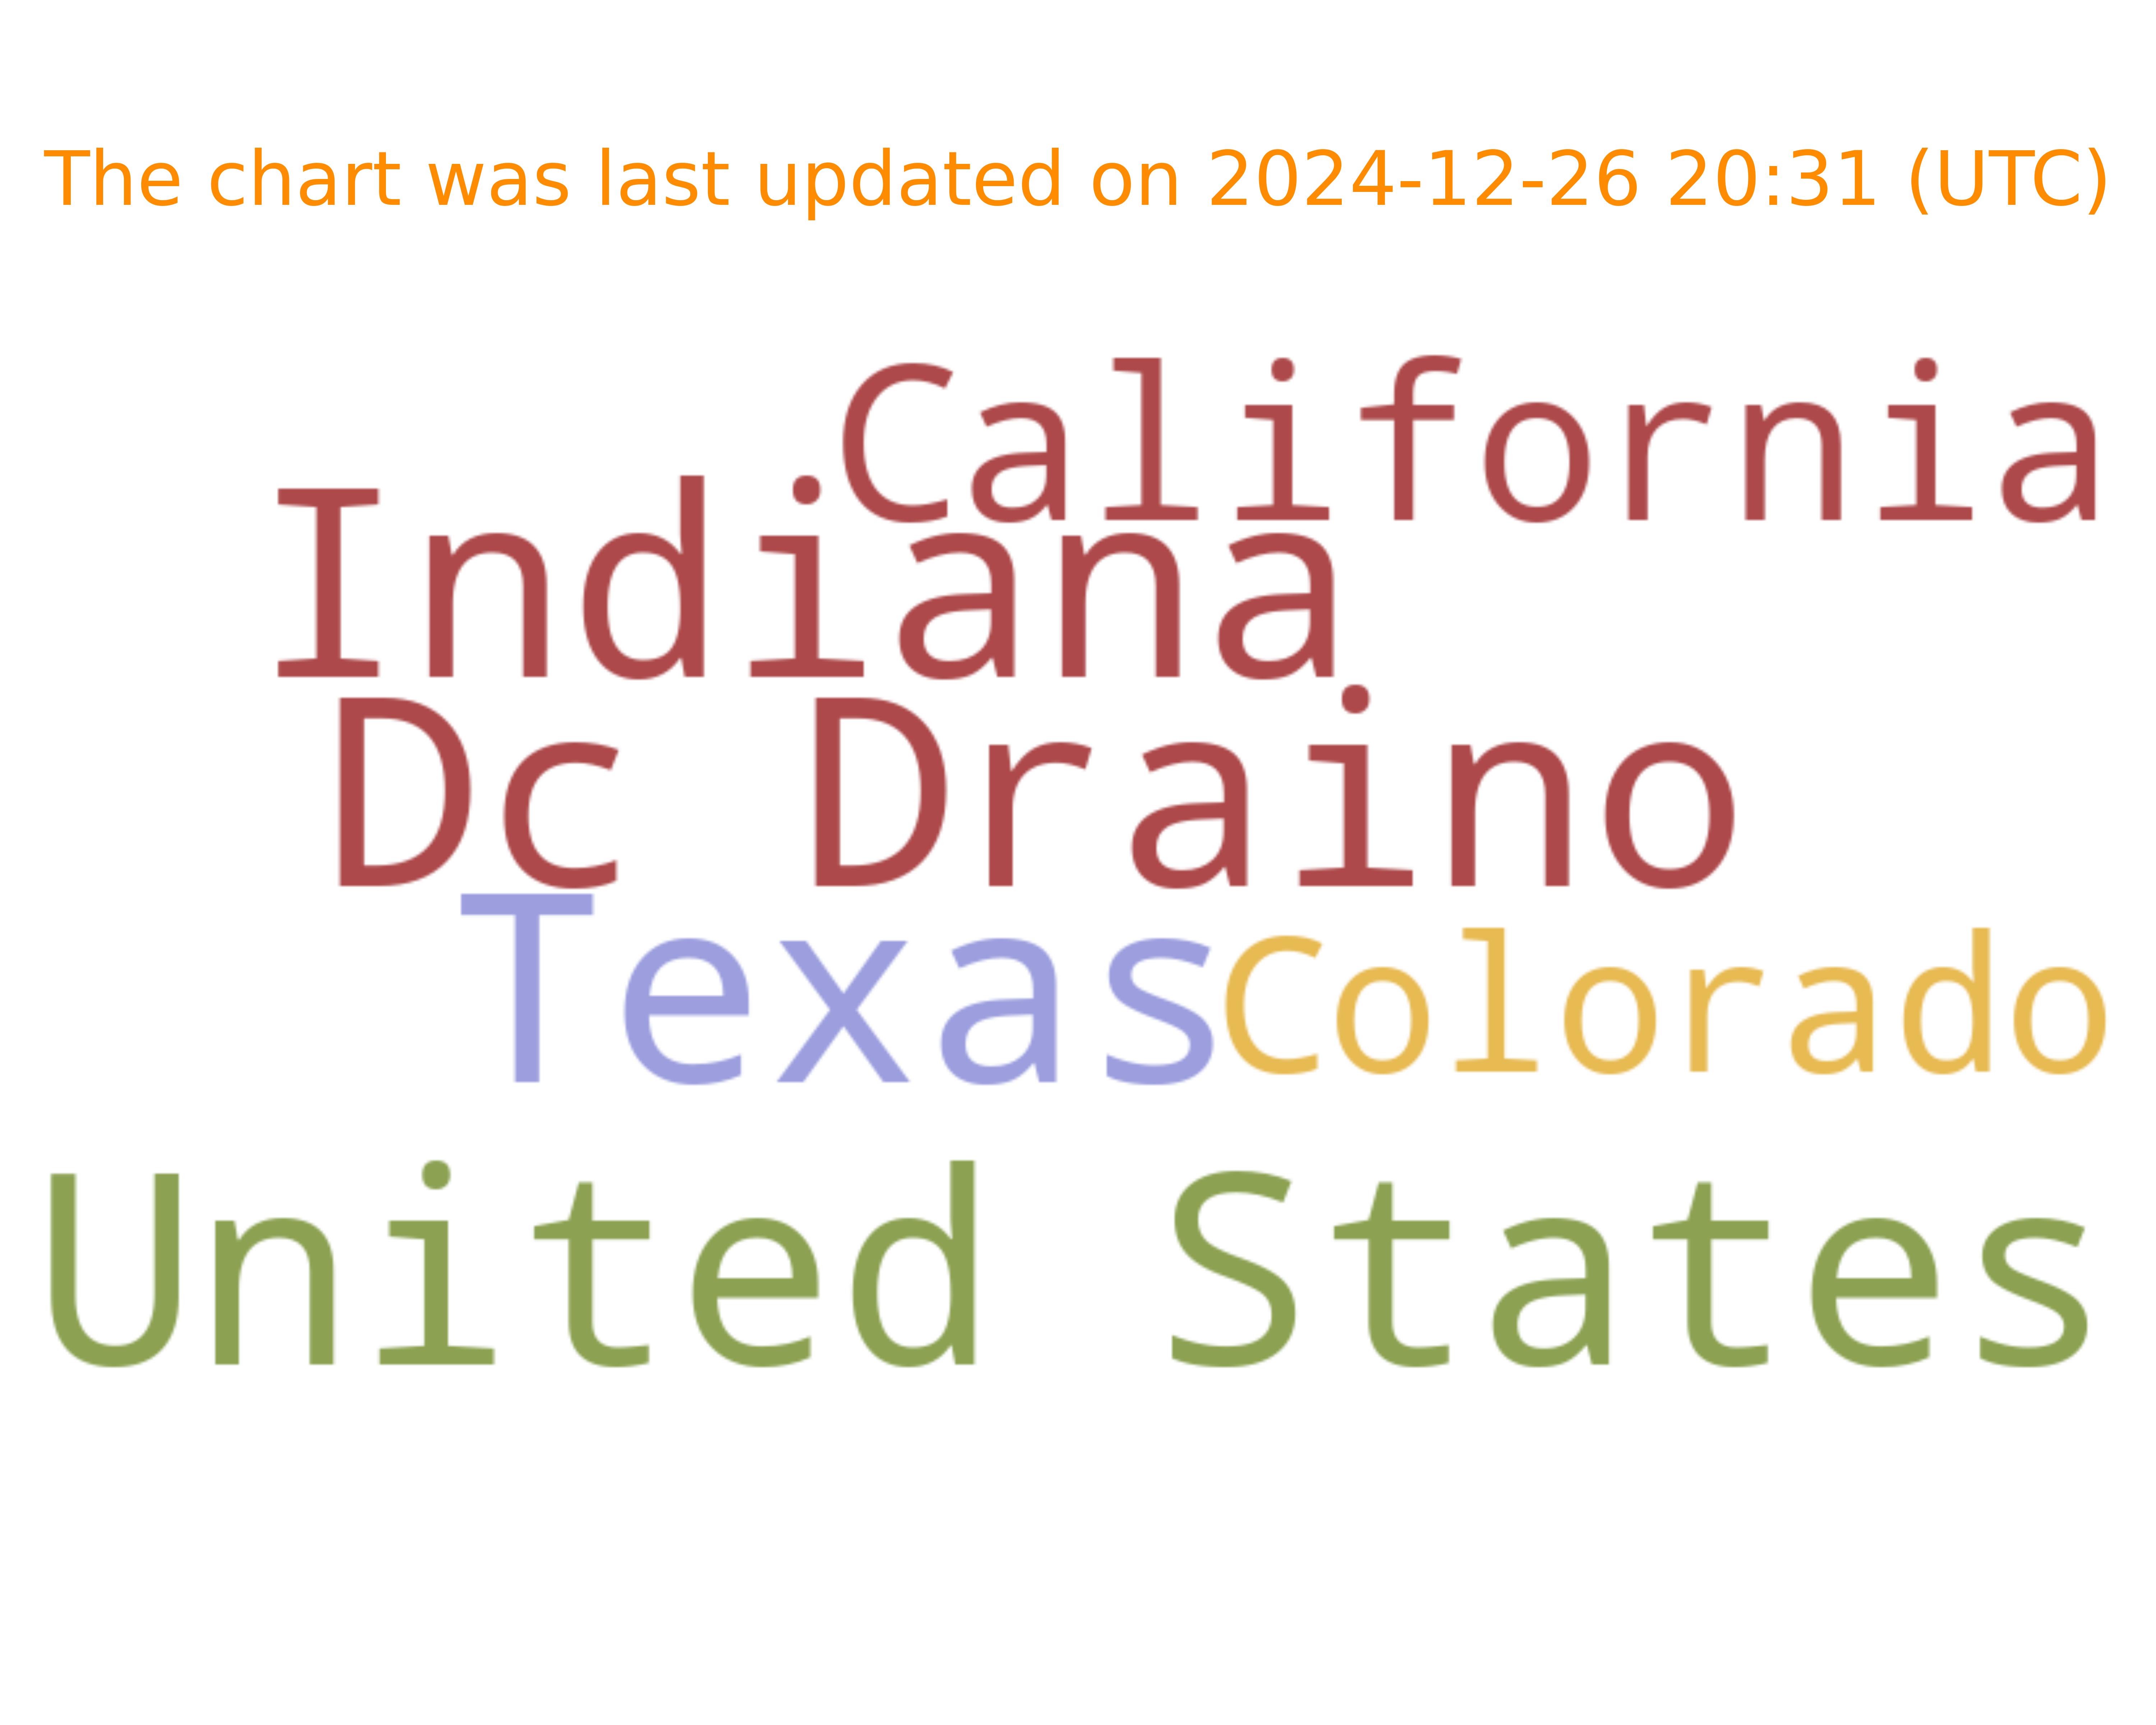 The chart was last updated on 2024-12-26 20:31 (UTC)
California
Indiana
Dc Draino
Texas Colorado
United States